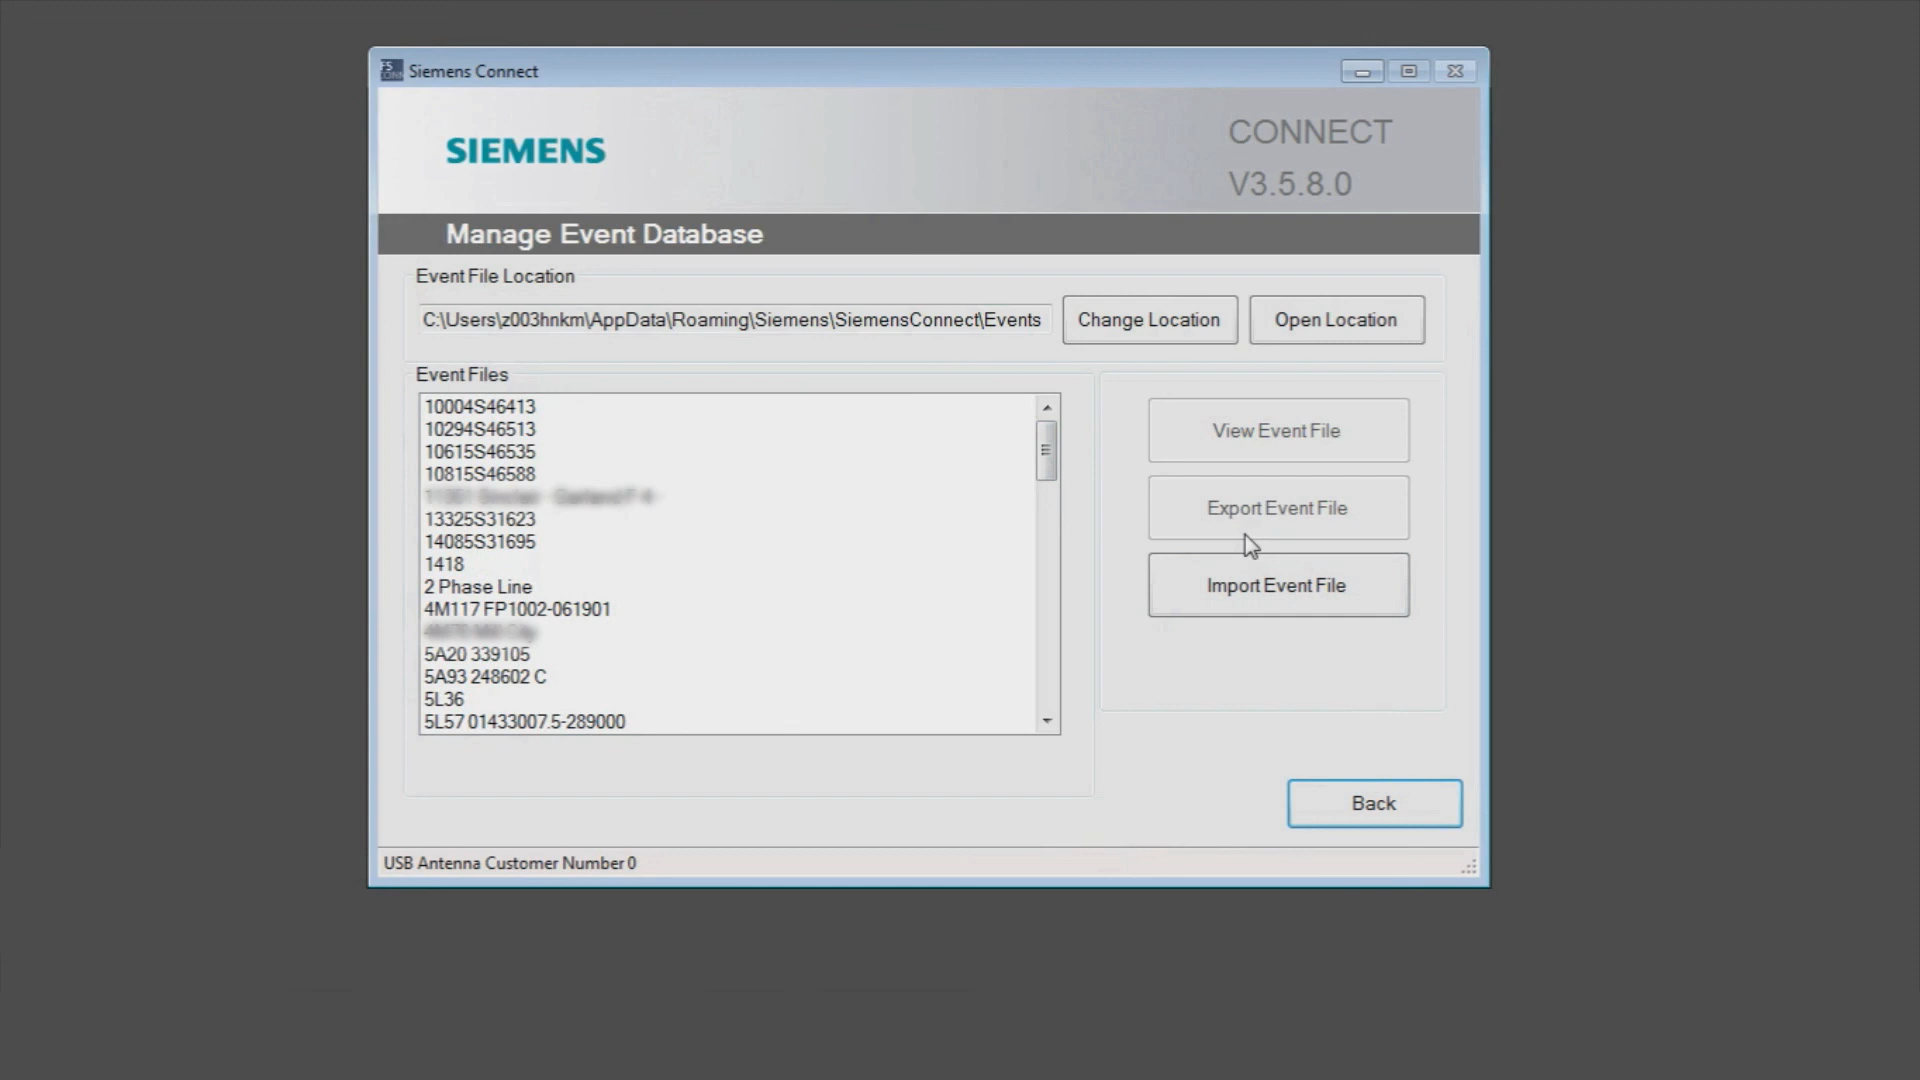 Siemens Connect
SIEMENS
CONNECT
V3.5.8.0
Manage Event Database
Event File Location
C:\Users\z003hnkm\AppData\Roaming\Siemens\SiemensConnect\Events
Change Location
Open Location
Event Files
10004S46413
10294S46513
10615S46535
10815S46588
13325S31623
14085S31695
1418
2 Phase Line
4M117 FP1002-061901
5A20 339105
5A93 248602 C
5L36
5L57 01433007.5-289000
View Event File
Export Event File
Import Event File
Back
USB Antenna Customer Number 0